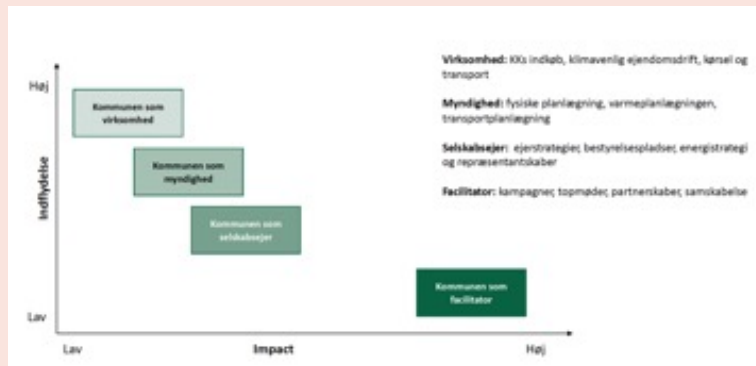 Høj
Indflydelse
Lav
Kommunen som
virksomhed
Kommunen som
myndighed
Kommunen som
selskabsejer
Kommunen som
facilitator
Lav
Impact
Høj
Virksomhed: KKs indkøb, klimavenlig ejendomsdrift, kørsel og
transport
Myndighed: fysiske planlægning, varmeplanlægningen,
transportplanlægning
Selskabsejer: ejerstrategier, bestyrelsespladser, energistrategi
og repræsentantskaber
Facilitator: kampagner, topmøder, partnerskaber, samskabelse